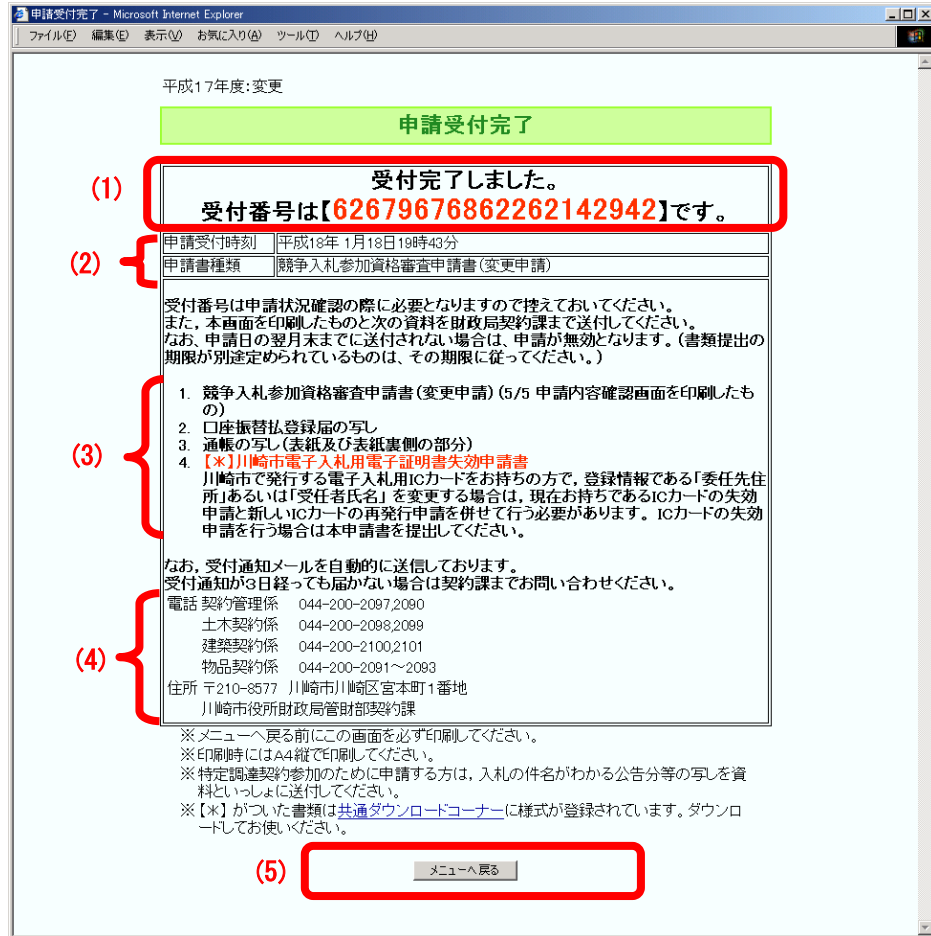 申請受付完了 - Microsoft Internet Explorer
ファイル(F) 編集(E) 表示(V) お気に入り(A) ツール(T) ヘルプ(H)
平成17年度:変更
申請受付完了
(1)
受付完了しました。
受付番号は【62679676862262142942】です。
(2)
申請受付時刻 平成18年 1月18日19時43分
申請書種類 競争入札参加資格審査申請書(変更申請)
受付番号は申請状況確認の際に必要となりますので控えておいてください。
また，本画面を印刷したものと次の資料を財政局契約課まで送付してください。
なお、申請日の翌月末までに送付されない場合は、申請が無効となります。(書類提出の
期限が別途定められているものは、その期限に従ってください。)
(3)
1. 競争入札参加資格審査申請書(変更申請)(5/5 申請内容確認画面を印刷したも
の)
2. 口座振替払登録届の写し
3. 通帳の写し(表紙及び表紙裏側の部分)
4. 【＊】川崎市電子入札用電子証明書失効申請書
川崎市で発行する電子入札用ICカードをお持ちの方で，登録情報である「委任先住
所」あるいは「受任者氏名」を変更する場合は，現在お持ちであるICカードの失効
申請と新しいICカードの再発行申請を併せて行う必要があります。ICカードの失効
申請を行う場合は本申請書を提出してください。
なお，受付通知メールを自動的に送信しております。
受付通知が3日経っても届かない場合は契約課までお問い合わせください。
(4)
電話 契約管理係 044-200-2097,2090
土木契約係 044-200-2098,2099
建築契約係 044-200-2100,2101
物品契約係 044-200-2091～2093
住所 〒210-8577 川崎市川崎区宮本町1番地
川崎市役所財政局管財部契約課
※メニューへ戻る前にこの画面を必ず印刷してください。
※印刷時にはA4縦で印刷してください。
※特定調達契約参加のために申請する方は，入札の件名がわかる公告分等の写しを資
料といっしょに送付してください。
※【＊】がついた書類は共通ダウンロードコーナーに様式が登録されています。ダウンロ
ードしてお使いください。
(5)
メニューへ戻る